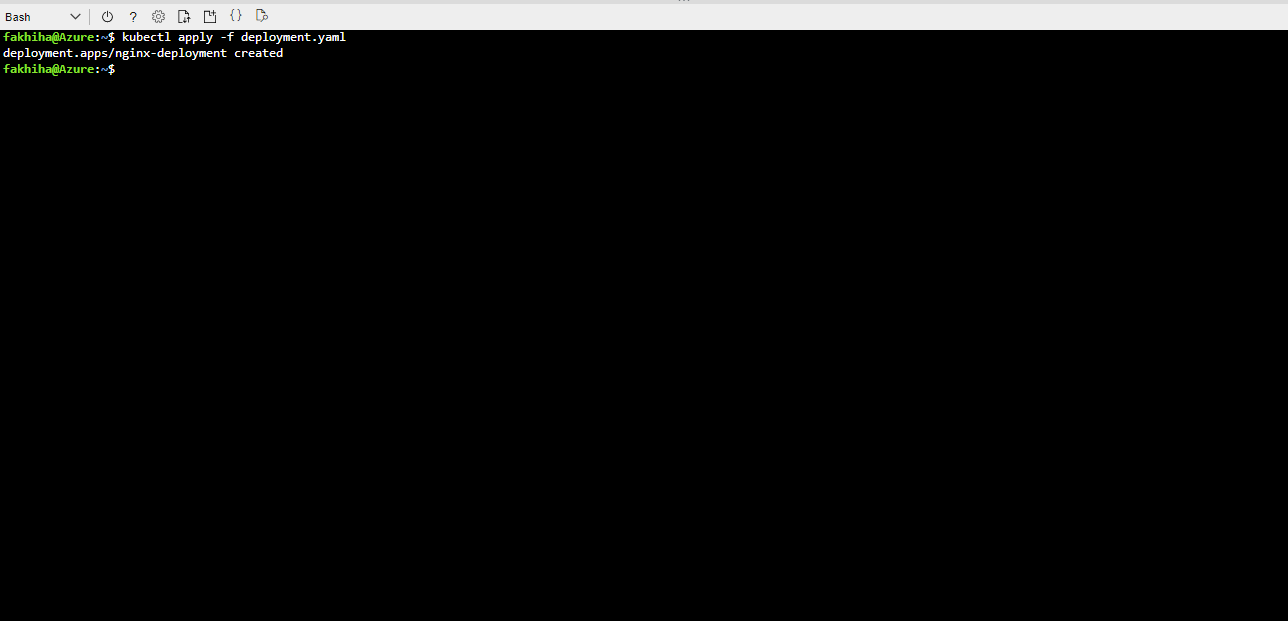 Bash
fakhiha@Azure:~$ kubectl apply -f deployment.yaml
deployment.apps/nginx-deployment created
fakhiha@Azure:~$